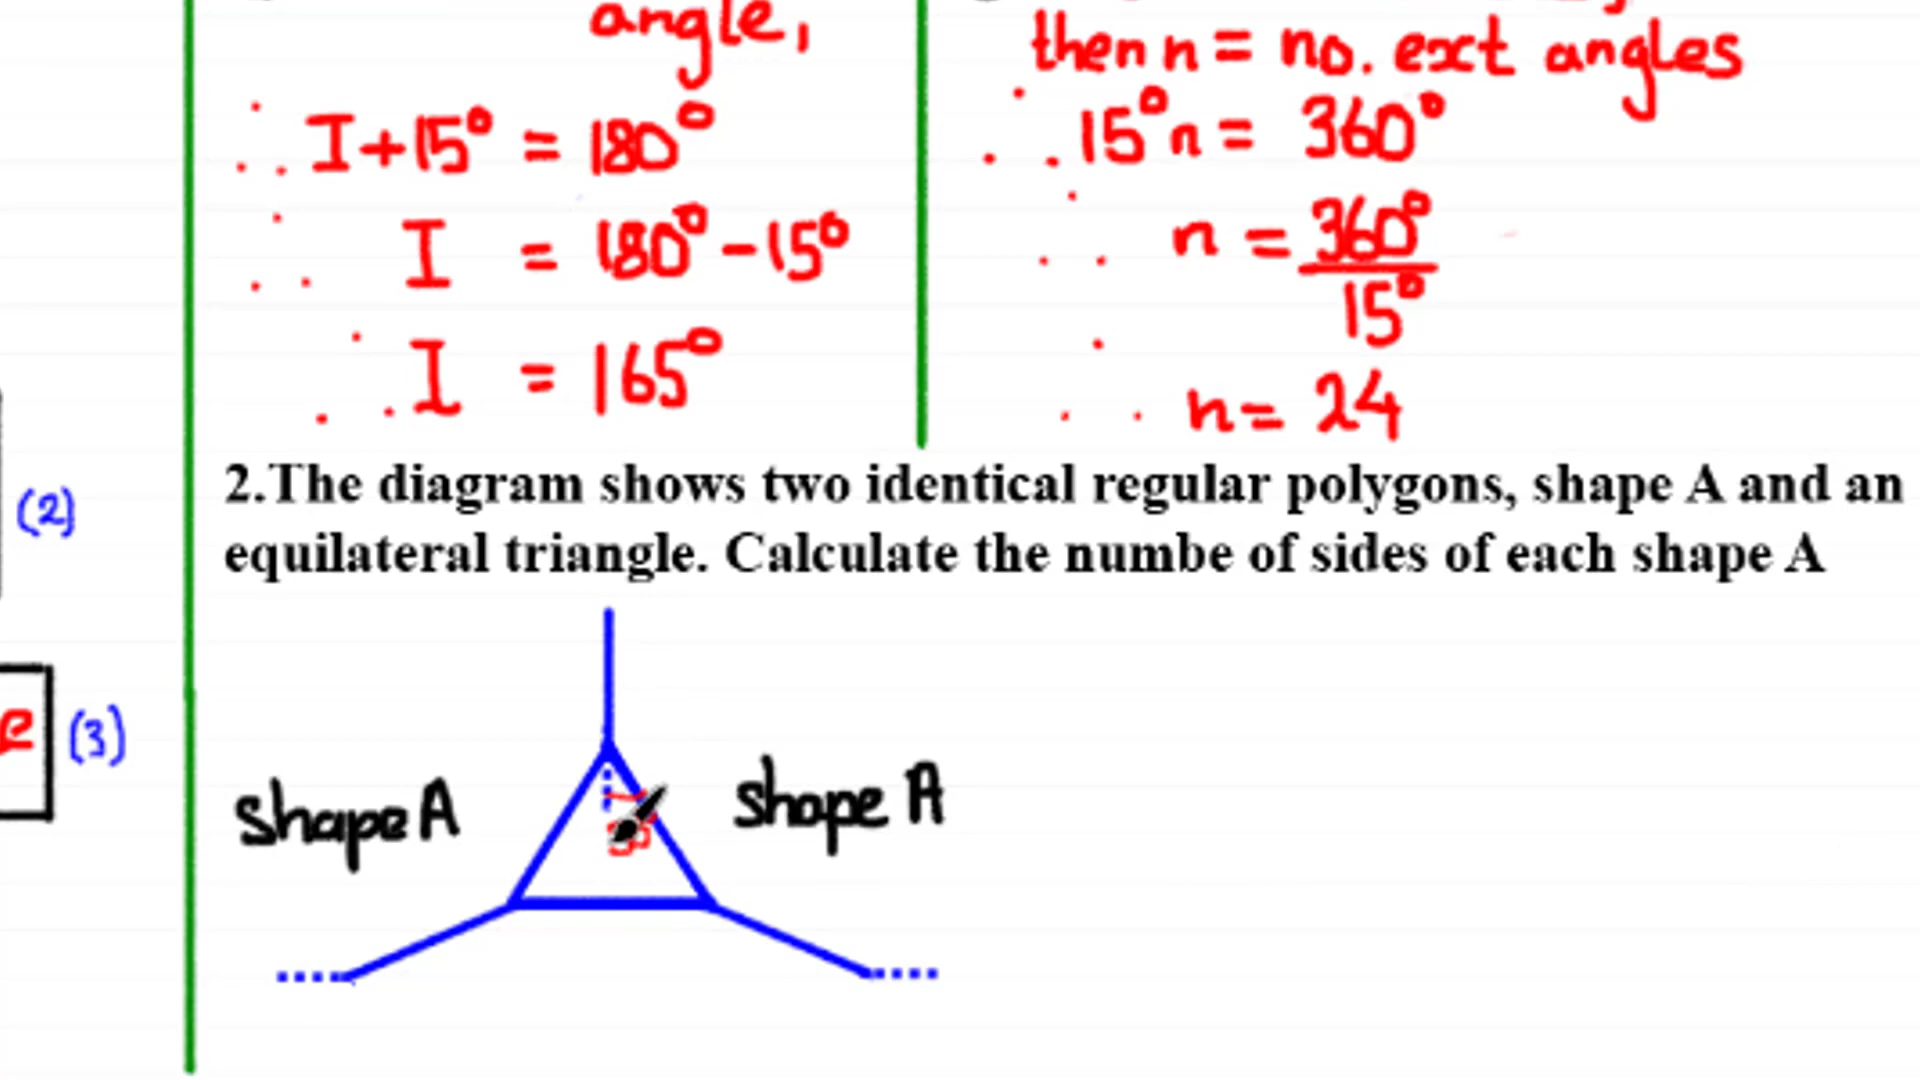 angle,
∴ I+15° = 180°
∴ I = 180°-15°
∴ I = 165°
then n = no. ext angles
∴ 15°n = 360°
∴ n = 360°
15°
∴ n = 24
(2)
2.The diagram shows two identical regular polygons, shape A and an
equilateral triangle. Calculate the numbe of sides of each shape A
e (3)
shape A
shape A